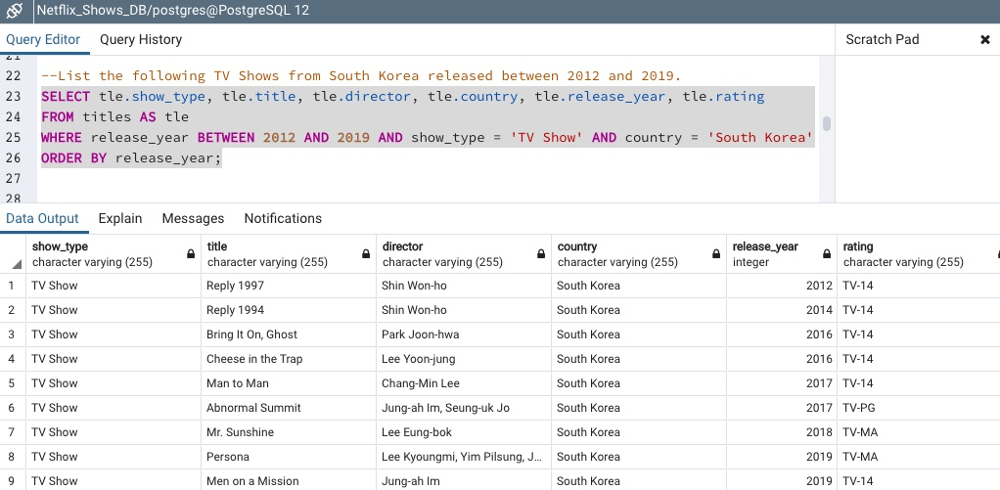 Netflix_Shows_DB/postgres@PostgreSQL 12
Query Editor Query History Scratch Pad
21
22 --List the following TV Shows from South Korea released between 2012 and 2019.
23 SELECT tle.show_type, tle.title, tle.director, tle.country, tle.release_year, tle.rating
24 FROM titles AS tle
25 WHERE release_year BETWEEN 2012 AND 2019 AND show_type = 'TV Show' AND country = 'South Korea'
26 ORDER BY release_year;
27
28
Data Output Explain Messages Notifications
show_type title director country release_year rating
character varying (255) character varying (255) character varying (255) character varying (255) integer character varying (255)
1 TV Show Reply 1997 Shin Won-ho South Korea 2012 TV-14
2 TV Show Reply 1994 Shin Won-ho South Korea 2014 TV-14
3 TV Show Bring It On, Ghost Park Joon-hwa South Korea 2016 TV-14
4 TV Show Cheese in the Trap Lee Yoon-jung South Korea 2016 TV-14
5 TV Show Man to Man Chang-Min Lee South Korea 2017 TV-14
6 TV Show Abnormal Summit Jung-ah Im, Seung-uk Jo South Korea 2017 TV-PG
7 TV Show Mr. Sunshine Lee Eung-bok South Korea 2018 TV-MA
8 TV Show Persona Lee Kyoungmi, Yim Pilsung, J... South Korea 2019 TV-MA
9 TV Show Men on a Mission Jung-ah Im South Korea 2019 TV-14